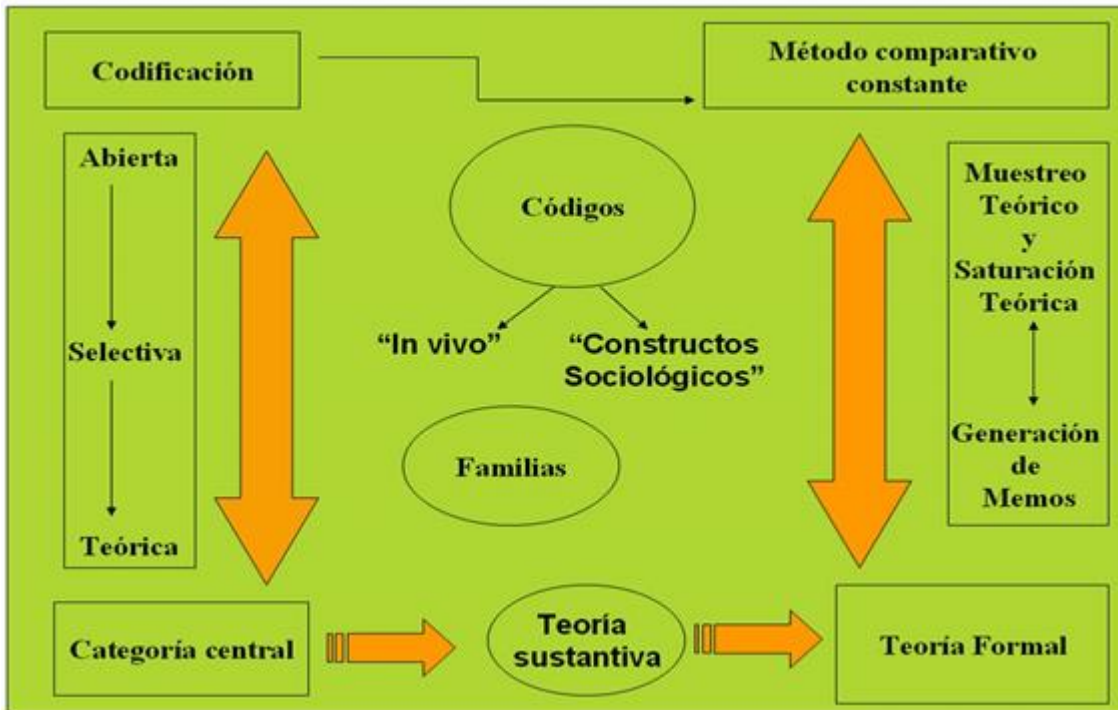 Codificación
Método comparativo
constante
Abierta
Selectiva
Teórica
Códigos
“In vivo”
“Constructos
Sociológicos”
Familias
Muestreo
Teórico
y
Saturación
Teórica
Generación
de
Memos
Categoría central
Teoría
sustantiva
Teoría Formal